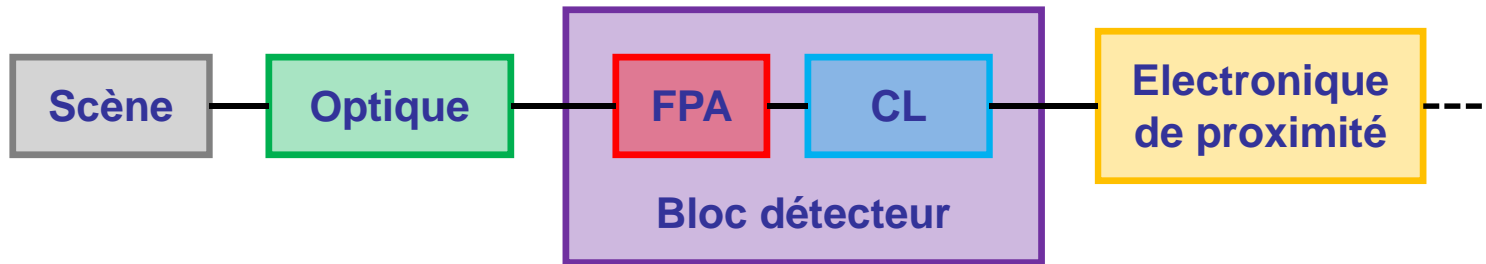 Scène
Optique
FPA
CL
Bloc détecteur
Electronique
de proximité